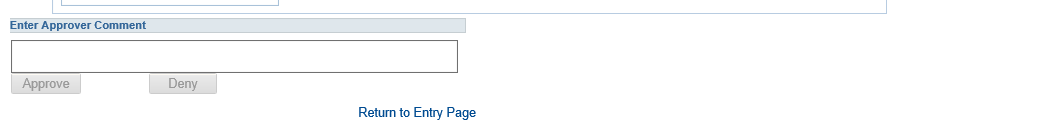 Enter Approver Comment
Approve Deny
Return to Entry Page